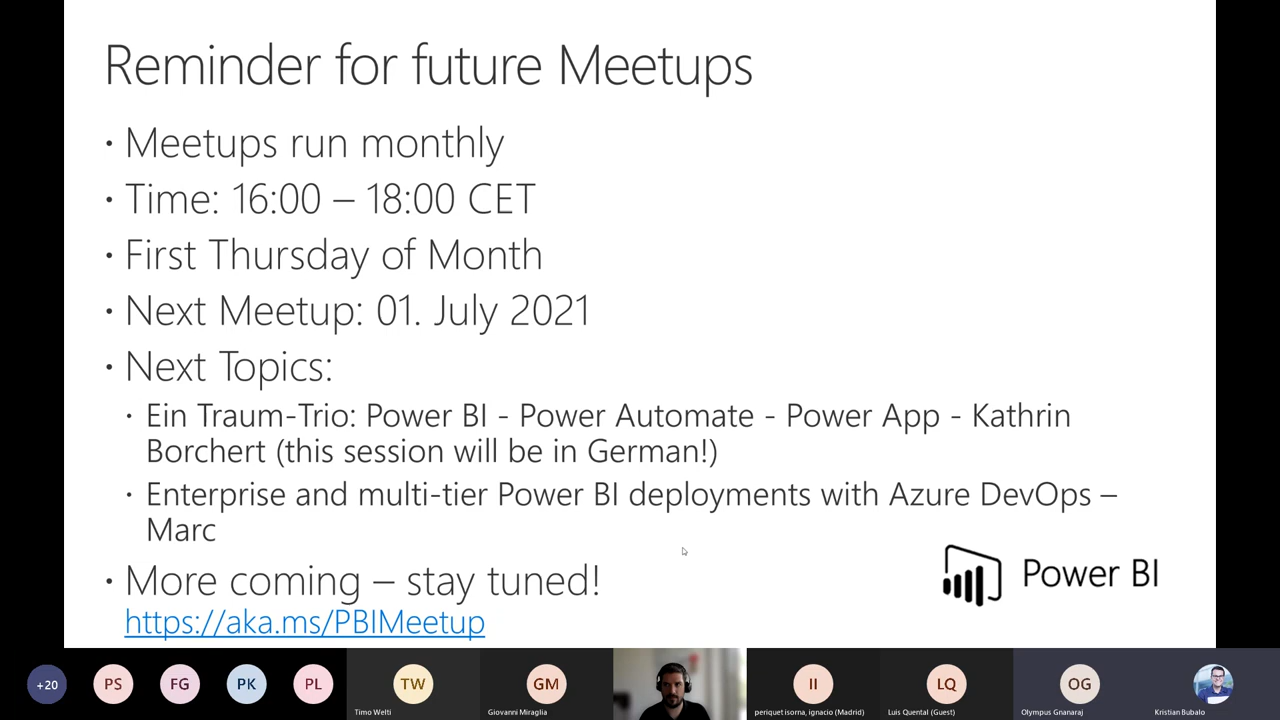 Reminder for future Meetups
• Meetups run monthly
• Time: 16:00 – 18:00 CET
• First Thursday of Month
• Next Meetup: 01. July 2021
• Next Topics:
• Ein Traum-Trio: Power BI - Power Automate - Power App - Kathrin
Borchert (this session will be in German!)
• Enterprise and multi-tier Power BI deployments with Azure DevOps –
Marc
• More coming – stay tuned!
https://aka.ms/PBIMeetup
Power BI
+20
PS
FG
PK
PL
TW
Timo Welti
GM
Giovanni Miraglia
II
periquet isorna, ignacio (Madrid)
LQ
Luis Quental (Guest)
OG
Olympus Gnanaraj
Kristian Bubalo